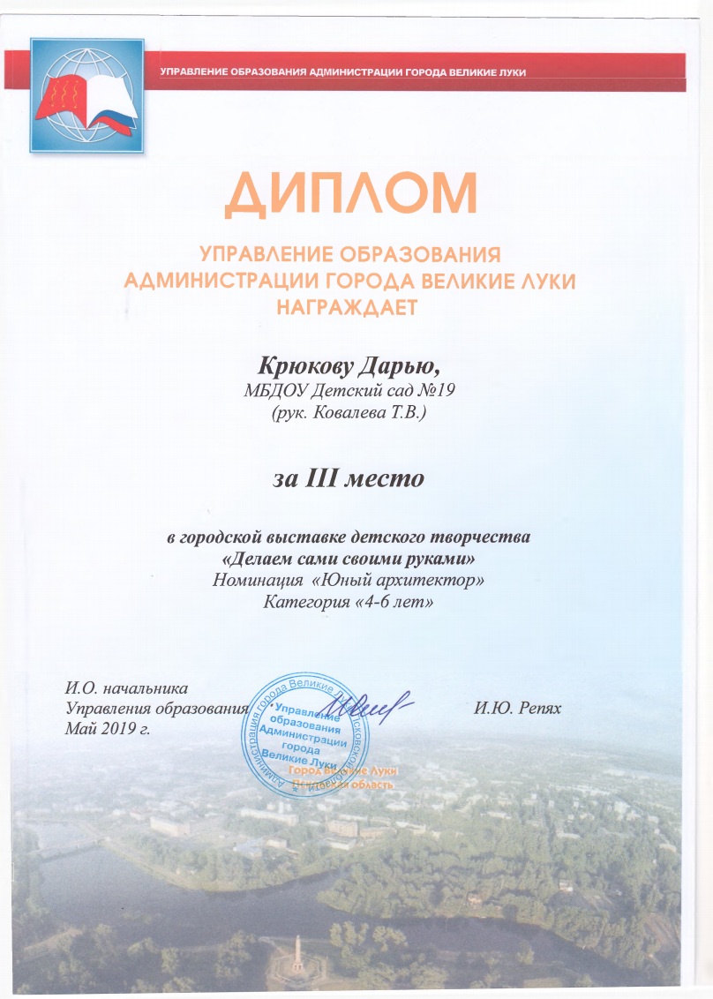 УПРАВЛЕНИЕ ОБРАЗОВАНИЯ АДМИНИСТРАЦИИ ГОРОДА ВЕЛИКИЕ ЛУКИ
ДИПЛОМ
УПРАВЛЕНИЕ ОБРАЗОВАНИЯ
АДМИНИСТРАЦИИ ГОРОДА ВЕЛИКИЕ ЛУКИ
НАГРАЖДАЕТ
Крюкову Дарью,
МБДОУ Детский сад №19
(рук. Ковалева Т.В.)
за III место
в городской выставке детского творчества
«Делаем сами своими руками»
Номинация «Юный архитектор»
Категория «4-6 лет»
И.О. начальника
Управления образования
И.Ю. Репях
Май 2019 г.
Администрация города Великие Луки Псковской области
Управление
образования
Администрации
города
Великие Луки
Город Великие Луки
Псковская область